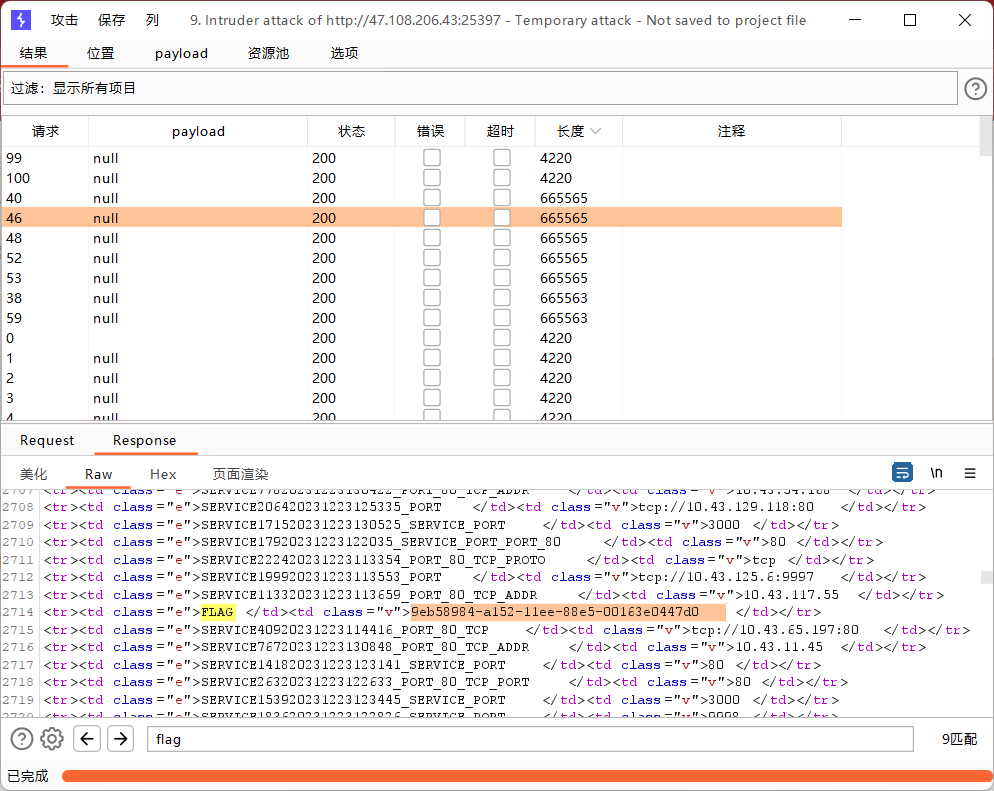 攻击 保存 列 9. Intruder attack of http://47.108.206.43:25397 - Temporary attack - Not saved to project file
结果 位置 payload 资源池 选项
过滤：显示所有项目
请求 payload 状态 错误 超时 长度 注释
99 null 200 4220
100 null 200 4220
40 null 200 665565
46 null 200 665565
48 null 200 665565
52 null 200 665565
53 null 200 665565
38 null 200 665563
59 null 200 665563
0 200 4220
1 null 200 4220
2 null 200 4220
3 null 200 4220
4 null 200 4220
Request Response
美化 Raw Hex 页面渲染 \n
2708 <tr><td class="e">SERVICE20642020231223125335_PORT </td><td class="v">tcp://10.43.129.118:80 </td></tr>
2709 <tr><td class="e">SERVICE171520231223130525_SERVICE_PORT </td><td class="v">3000 </td></tr>
2710 <tr><td class="e">SERVICE179220231223122035_SERVICE_PORT_PORT_80 </td><td class="v">80 </td></tr>
2711 <tr><td class="e">SERVICE222420231223113354_PORT_80_TCP_PROTO </td><td class="v">tcp </td></tr>
2712 <tr><td class="e">SERVICE199920231223113553_PORT </td><td class="v">tcp://10.43.125.6:9997 </td></tr>
2713 <tr><td class="e">SERVICE113320231223113659_PORT_80_TCP_ADDR </td><td class="v">10.43.117.55 </td></tr>
2714 <tr><td class="e">FLAG </td><td class="v">9eb58984-a152-11ee-88e5-00163e0447d0 </td></tr>
2715 <tr><td class="e">SERVICE40920231223114416_PORT_80_TCP </td><td class="v">tcp://10.43.65.197:80 </td></tr>
2716 <tr><td class="e">SERVICE76720231223130848_PORT_80_TCP_ADDR </td><td class="v">10.43.11.45 </td></tr>
2717 <tr><td class="e">SERVICE141820231223123141_SERVICE_PORT </td><td class="v">80 </td></tr>
2718 <tr><td class="e">SERVICE263220231223122633_PORT_80_TCP_PORT </td><td class="v">80 </td></tr>
2719 <tr><td class="e">SERVICE153920231223123445_SERVICE_PORT </td><td class="v">3000 </td></tr>
flag 9匹配
已完成